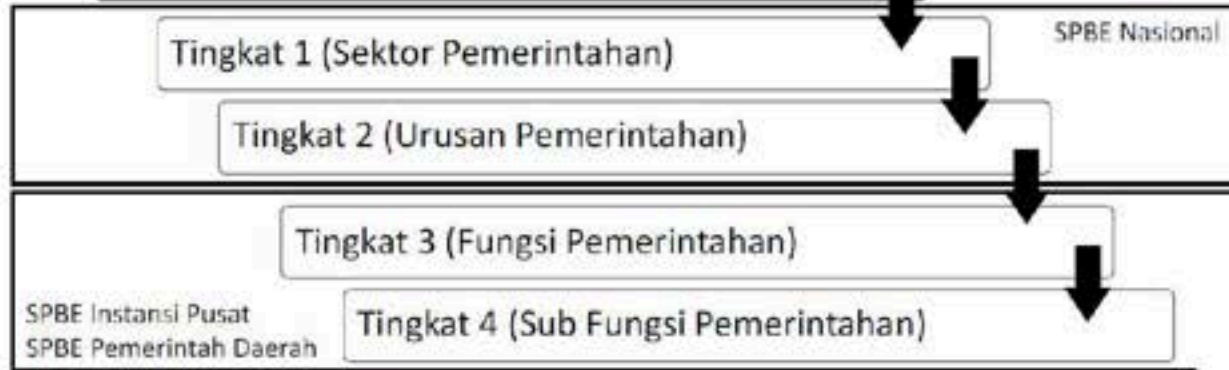 SPBE Nasional
Tingkat 1 (Sektor Pemerintahan)
Tingkat 2 (Urusan Pemerintahan)
Tingkat 3 (Fungsi Pemerintahan)
SPBE Instansi Pusat
SPBE Pemerintah Daerah
Tingkat 4 (Sub Fungsi Pemerintahan)